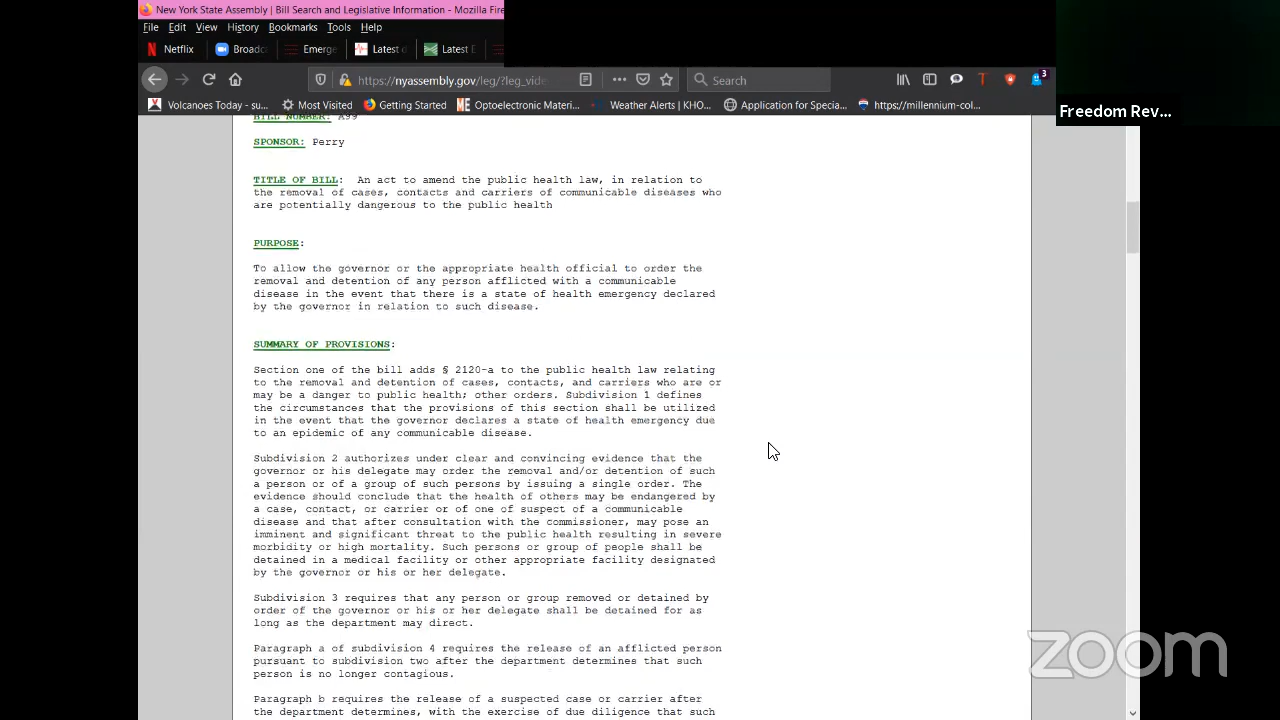 New York State Assembly | Bill Search and Legislative Information - Mozilla Fire
File Edit View History Bookmarks Tools Help
Netflix Broadc Emerge Latest Latest E
https://nyassembly.gov/leg/?leg_vide Search
Volcanoes Today - su... Most Visited Getting Started Optoelectronic Materi... Weather Alerts | KHO... Application for Specia... https://millennium-col...
3
Freedom Rev...
BILL NUMBER: A99
SPONSOR: Perry
TITLE OF BILL: An act to amend the public health law, in relation to
the removal of cases, contacts and carriers of communicable diseases who
are potentially dangerous to the public health
PURPOSE:
To allow the governor or the appropriate health official to order the
removal and detention of any person afflicted with a communicable
disease in the event that there is a state of health emergency declared
by the governor in relation to such disease.
SUMMARY OF PROVISIONS:
Section one of the bill adds § 2120-a to the public health law relating
to the removal and detention of cases, contacts, and carriers who are or
may be a danger to public health; other orders. Subdivision 1 defines
the circumstances that the provisions of this section shall be utilized
in the event that the governor declares a state of health emergency due
to an epidemic of any communicable disease.
Subdivision 2 authorizes under clear and convincing evidence that the
governor or his delegate may order the removal and/or detention of such
a person or of a group of such persons by issuing a single order. The
evidence should conclude that the health of others may be endangered by
a case, contact, or carrier or of one of suspect of a communicable
disease and that after consultation with the commissioner, may pose an
imminent and significant threat to the public health resulting in severe
morbidity or high mortality. Such persons or group of people shall be
detained in a medical facility or other appropriate facility designated
by the governor or his or her delegate.
Subdivision 3 requires that any person or group removed or detained by
order of the governor or his or her delegate shall be detained for as
long as the department may direct.
Paragraph a of subdivision 4 requires the release of an afflicted person
pursuant to subdivision two after the department determines that such
person is no longer contagious.
Paragraph b requires the release of a suspected case or carrier after
the department determines, with the exercise of due diligence that such
zoom